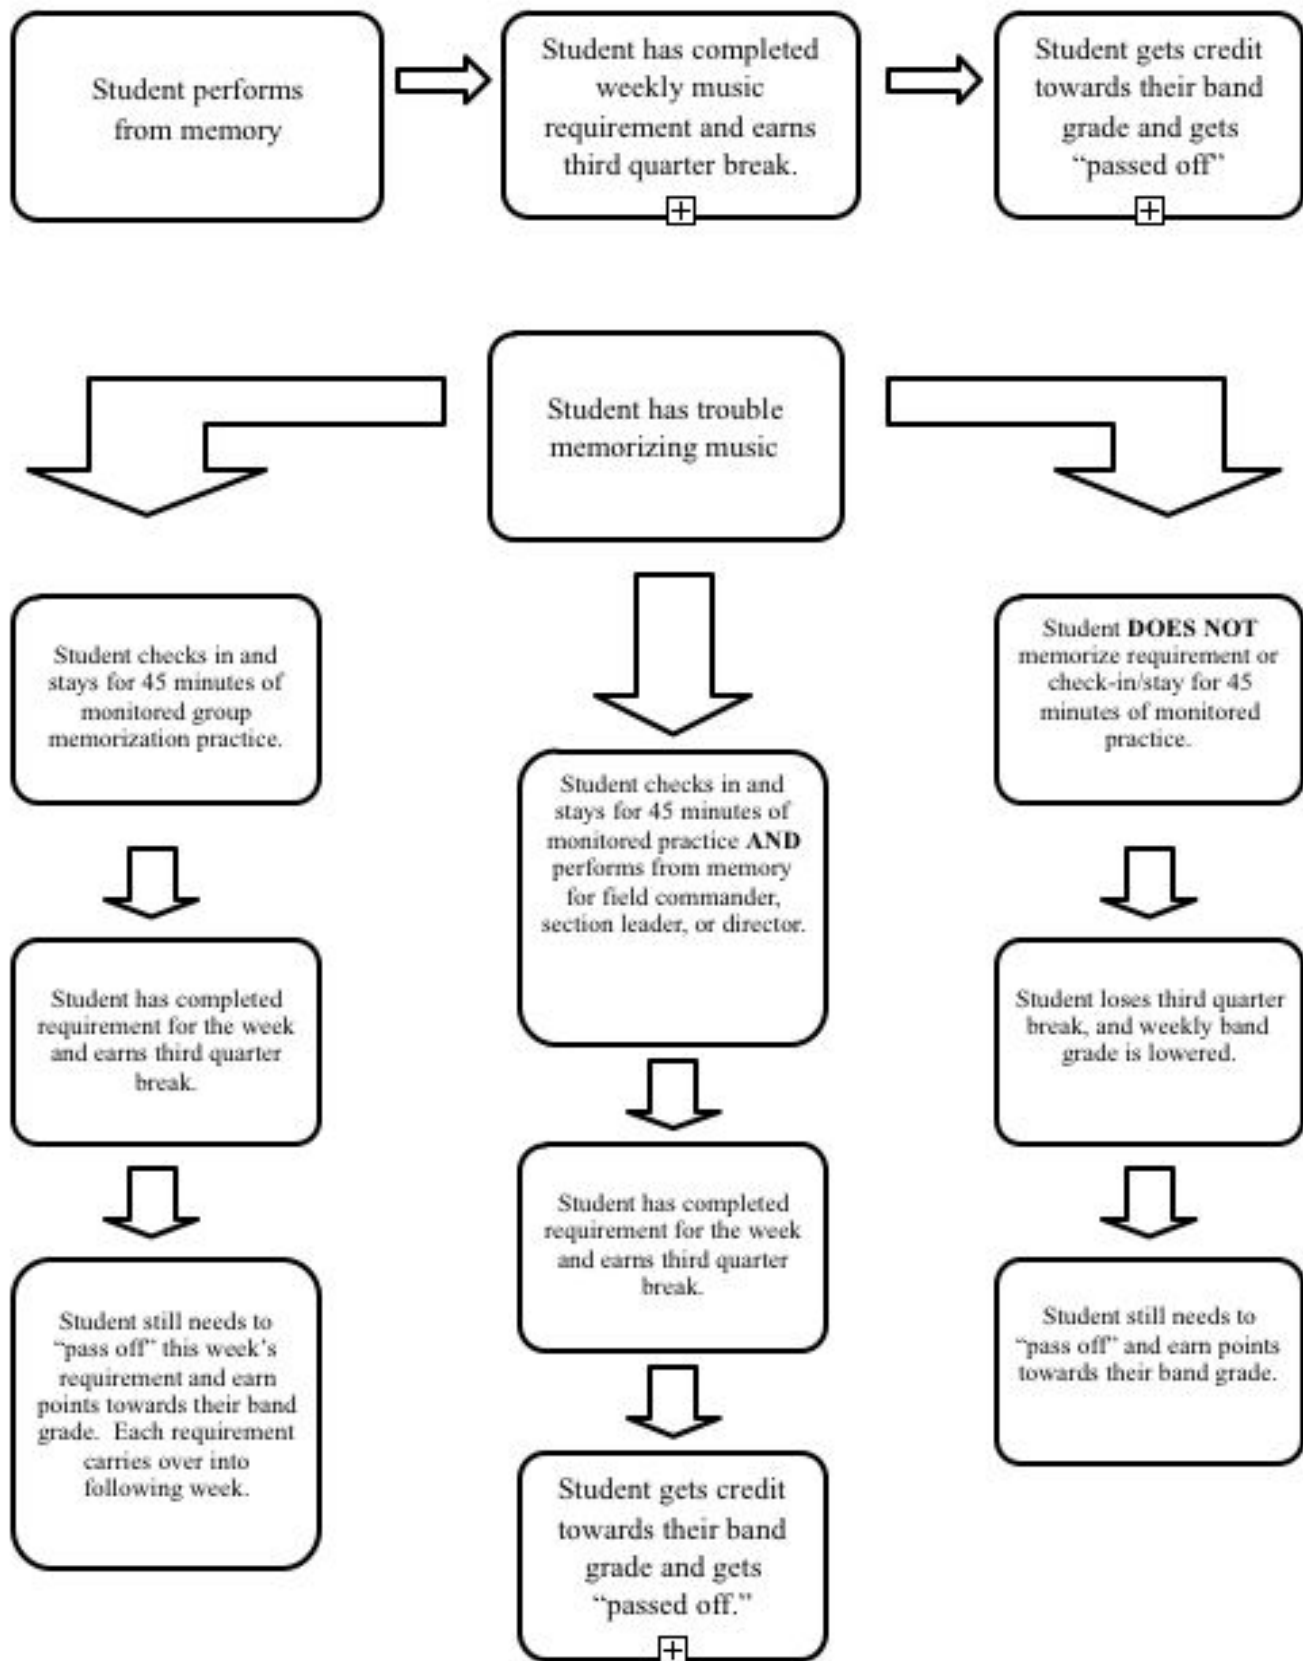 Student performs
from memory
Student has completed
weekly music
requirement and earns
third quarter break.
Student gets credit
towards their band
grade and gets
“passed off”
Student has trouble
memorizing music
Student checks in and
stays for 45 minutes of
monitored group
memorization practice.
Student has completed
requirement for the week
and earns third quarter
break.
Student still needs to
“pass off” this week’s
requirement and earn
points towards their band
grade.  Each requirement
carries over into
following week.
Student checks in and
stays for 45 minutes of
monitored practice AND
performs from memory
for field commander,
section leader, or director.
Student has completed
requirement for the week
and earns third quarter
break.
Student gets credit
towards their band
grade and gets
“passed off.”
Student DOES NOT
memorize requirement or
check-in/stay for 45
minutes of monitored
practice.
Student loses third quarter
break, and weekly band
grade is lowered.
Student still needs to
“pass off” and earn points
towards their band grade.